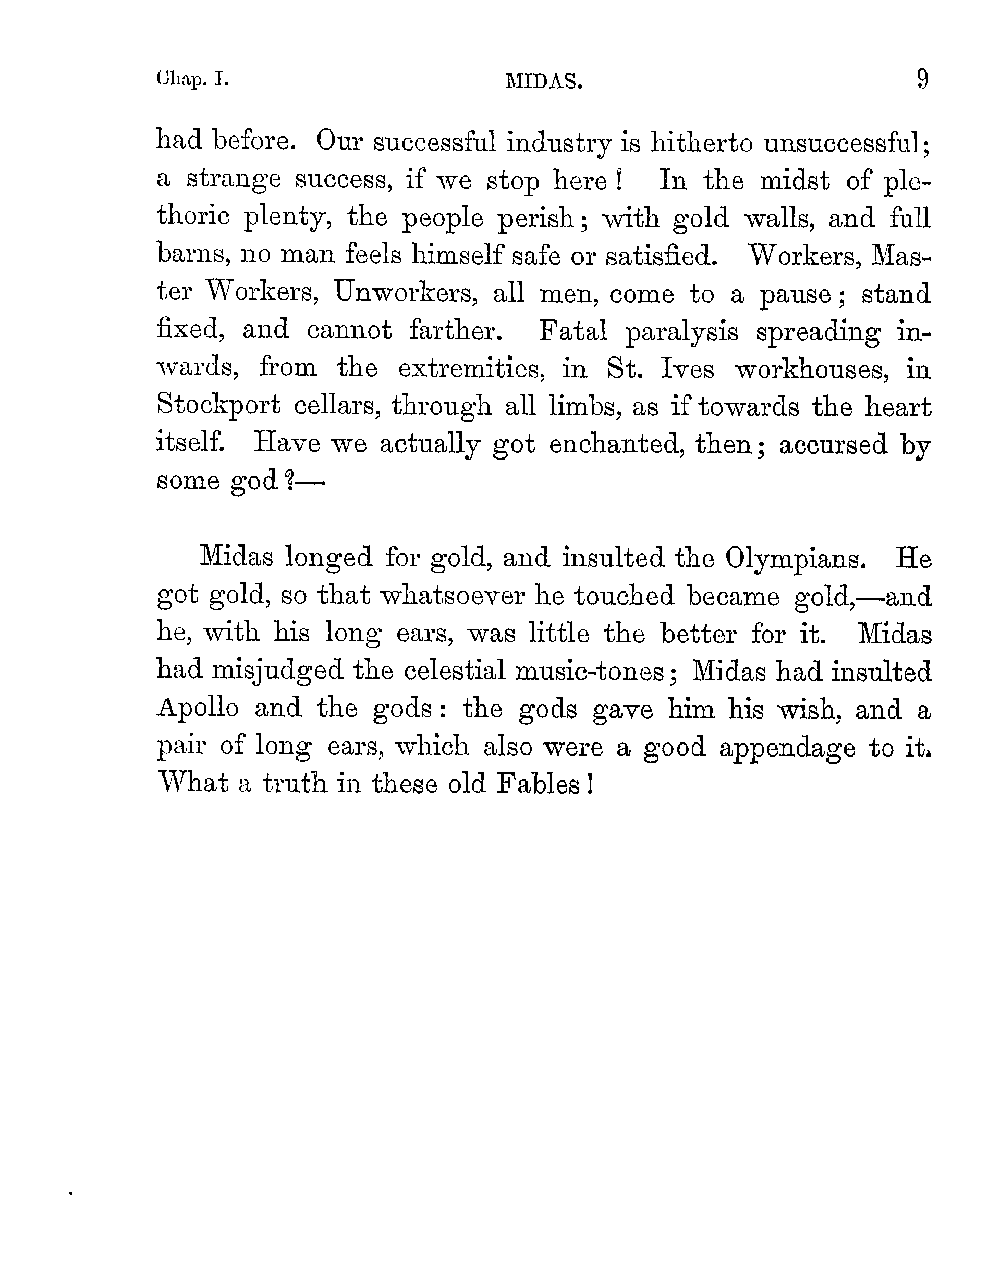 Chap. I. MIDAS. 9
had before. Our successful industry is hitherto unsuccessful;
a strange success, if we stop here! In the midst of ple-
thoric plenty, the people perish; with gold walls, and full
barns, no man feels himself safe or satisfied. Workers, Mas-
ter Workers, Unworkers, all men, come to a pause; stand
fixed, and cannot farther. Fatal paralysis spreading in-
wards, from the extremities, in St. Ives workhouses, in
Stockport cellars, through all limbs, as if towards the heart
itself. Have we actually got enchanted, then; accursed by
some god?—
Midas longed for gold, and insulted the Olympians. He
got gold, so that whatsoever he touched became gold,—and
he, with his long ears, was little the better for it. Midas
had misjudged the celestial music-tones; Midas had insulted
Apollo and the gods: the gods gave him his wish, and a
pair of long ears, which also were a good appendage to it.
What a truth in these old Fables!